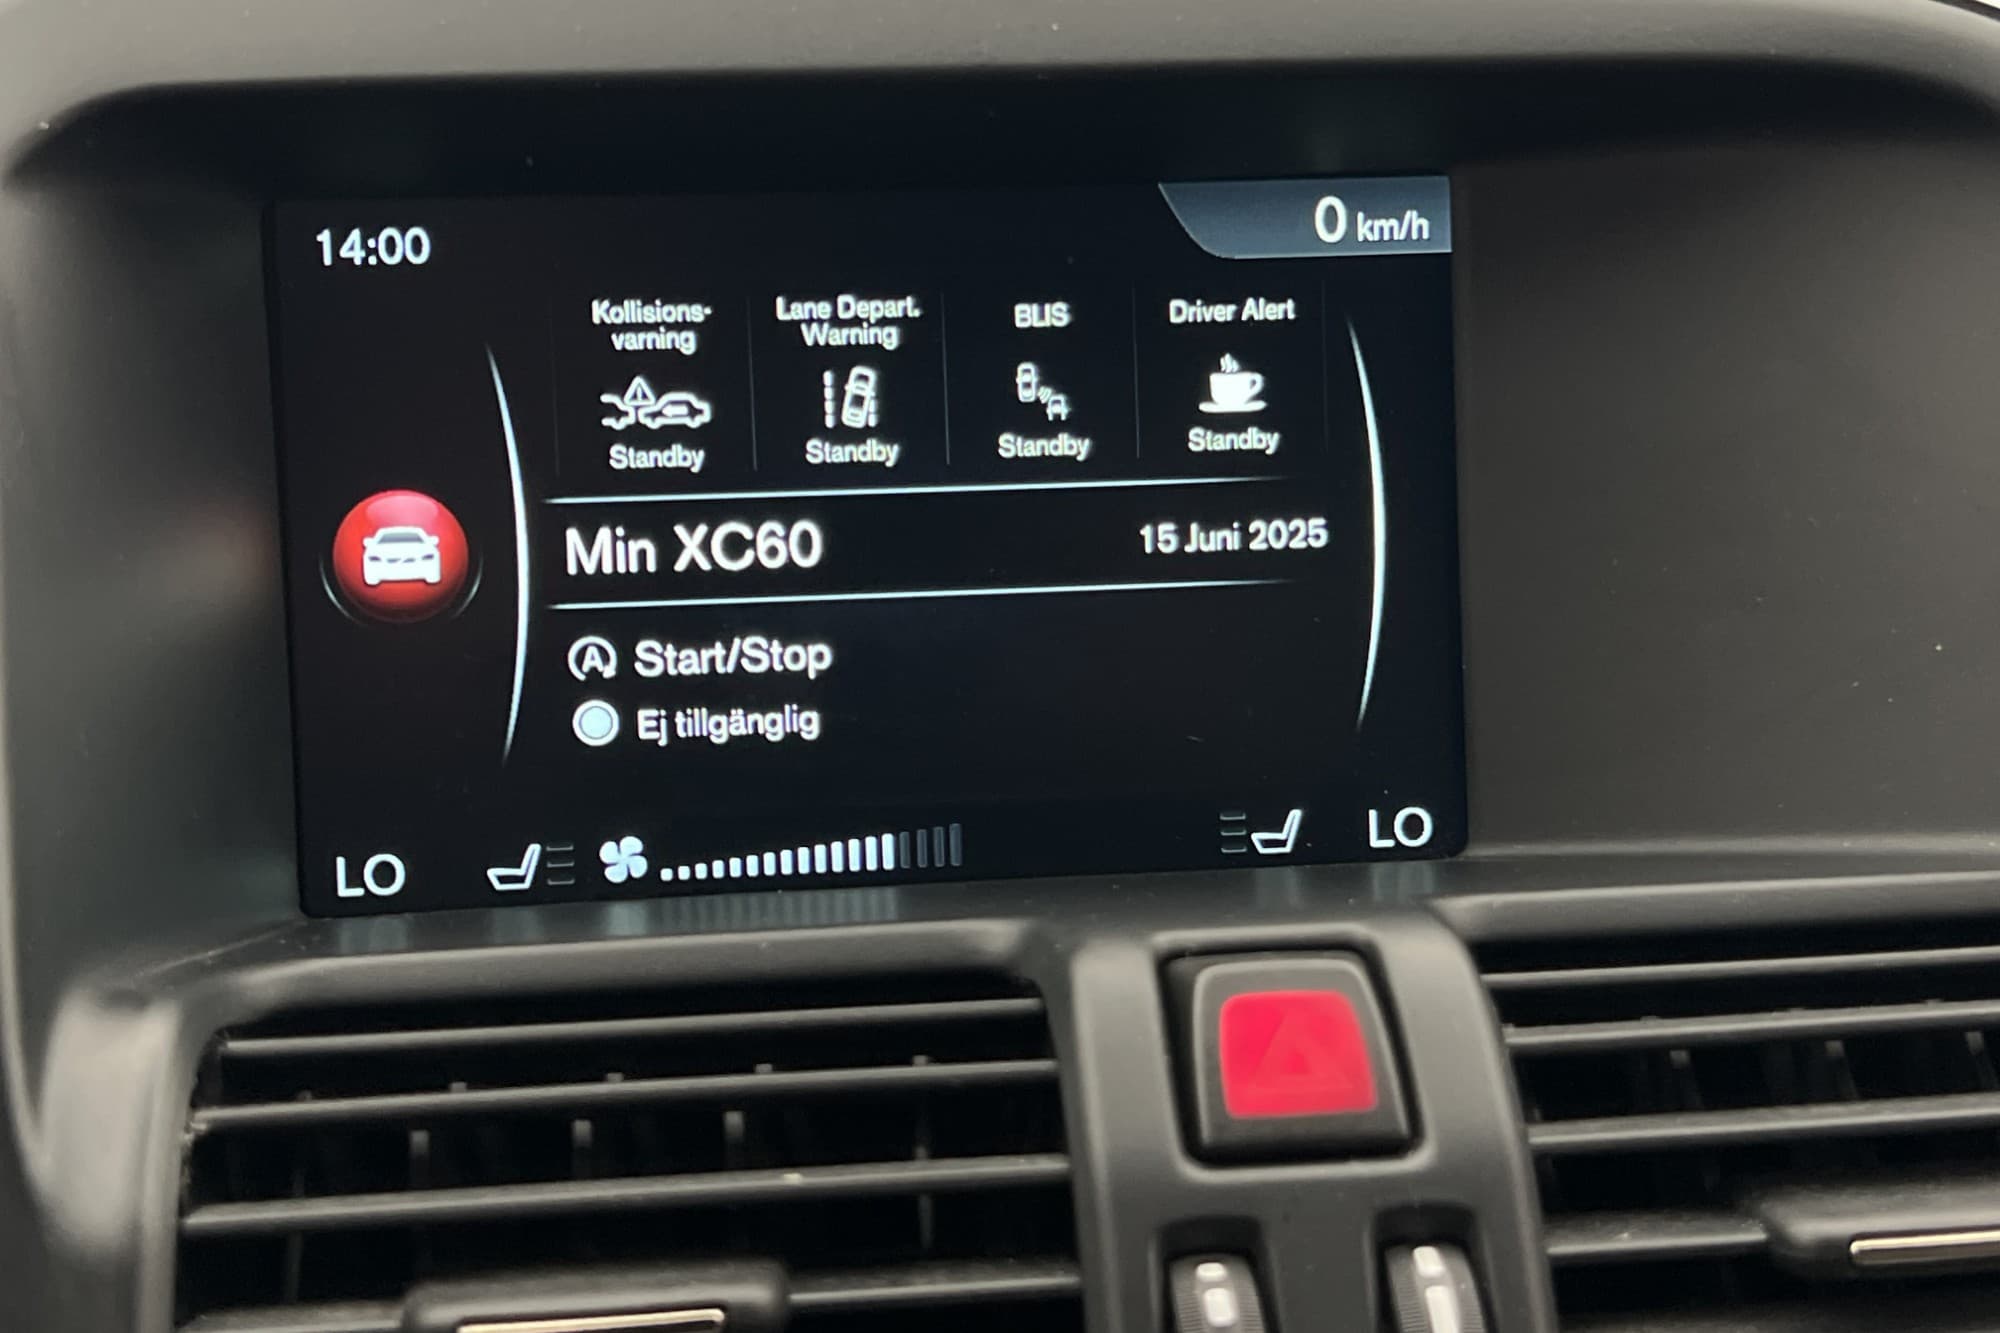 14:00
0 km/h
Kollisions-
varning
Standby
Lane Depart.
Warning
Standby
BLIS
Standby
Driver Alert
Standby
Min XC60
15 Juni 2025
A Start/Stop
Ej tillgänglig
LO
LO